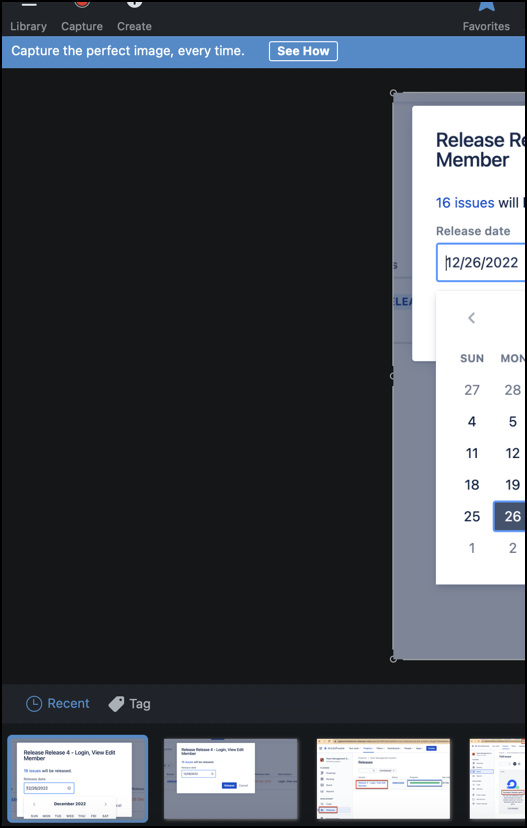 Library Capture Create Favorites
Capture the perfect image, every time. See How
Release Re
Member
16 issues will
Release date
12/26/2022
S
LEA
SUN MON
27 28
4 5
11 12
18 19
25 26
1 2
Recent Tag
Release Release 4 - Login, View Edit
Member
16 issues will be released.
Release date
12/26/2022
December 2022
SUN MON TUE WED THU FRI SAT
Release Release 4 - Login, View Edit
Member
16 issues will be released.
Release date
12/26/2022
Release Cancel
Releases